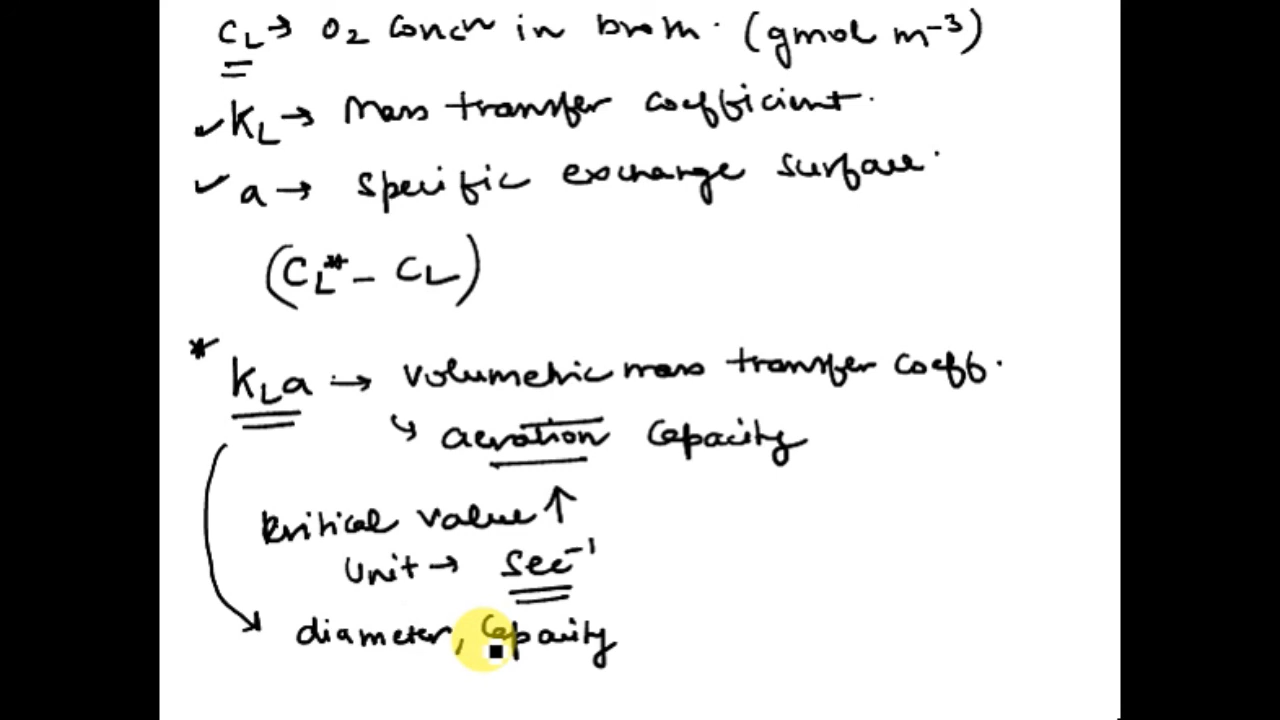 CL → O2 Concn in broth. (gmol m⁻³)
✓ KL → Mass transfer coefficient.
✓ a → Specific exchange surface.
(CL* - CL)
* KLa → Volumetric mass transfer coeff.
↳ aeration Capacity
Critical value ↑
Unit → Sec⁻¹
diameter, Capacity